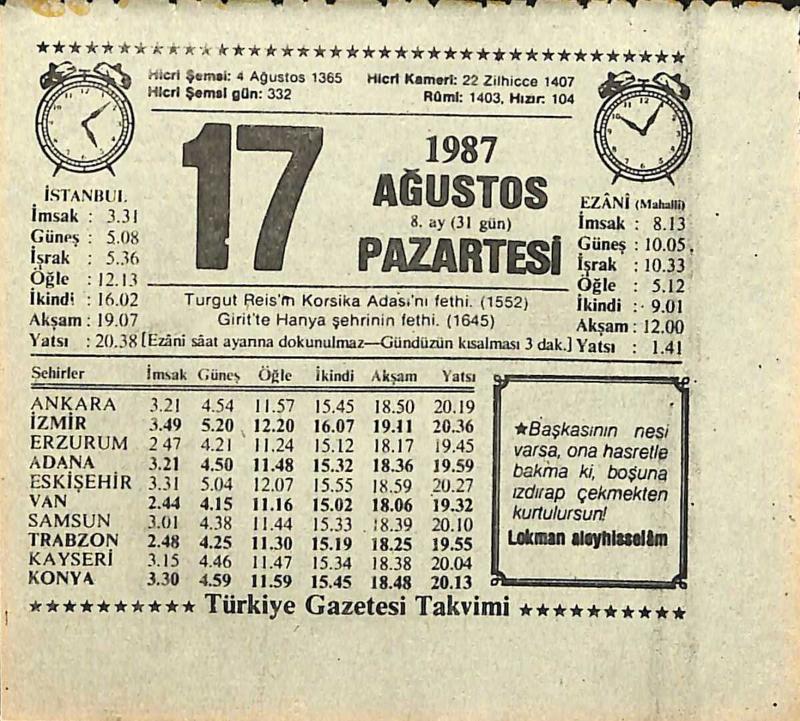 Hicrî Şemsî: 4 Ağustos 1365 Hicrî Kamerî: 22 Zilhicce 1407
Hicrî Şemsî gün: 332 Rûmî: 1403, Hızır: 104
17
1987
AĞUSTOS
8. ay (31 gün)
PAZARTESİ
İSTANBUL
İmsak : 3.31
Güneş : 5.08
İşrak : 5.36
Öğle : 12.13
İkindi : 16.02
Akşam : 19.07
Yatsı : 20.38
EZÂNÎ (Mahallî)
İmsak : 8.13
Güneş : 10.05
İşrak : 10.33
Öğle : 5.12
İkindi : 9.01
Akşam : 12.00
Yatsı : 1.41
Turgut Reis'in Korsika Adası'nı fethi. (1552)
Girit'te Hanya şehrinin fethi. (1645)
[Ezânî sâat ayarına dokunulmaz—Gündüzün kısalması 3 dak.]
Şehirler İmsak Güneş Öğle İkindi Akşam Yatsı
ANKARA 3.21 4.54 11.57 15.45 18.50 20.19
İZMİR 3.49 5.20 12.20 16.07 19.11 20.36
ERZURUM 2 47 4.21 11.24 15.12 18.17 19.45
ADANA 3.21 4.50 11.48 15.32 18.36 19.59
ESKİŞEHİR 3.31 5.04 12.07 15.55 18.59 20.27
VAN 2.44 4.15 11.16 15.02 18.06 19.32
SAMSUN 3.01 4.38 11.44 15.33 18.39 20.10
TRABZON 2.48 4.25 11.30 15.19 18.25 19.55
KAYSERİ 3.15 4.46 11.47 15.34 18.38 20.04
KONYA 3.30 4.59 11.59 15.45 18.48 20.13
★Başkasının nesi
varsa, ona hasretle
bakma ki, boşuna
ızdırap çekmekten
kurtulursun!
Lokman aleyhisselâm
Türkiye Gazetesi Takvimi